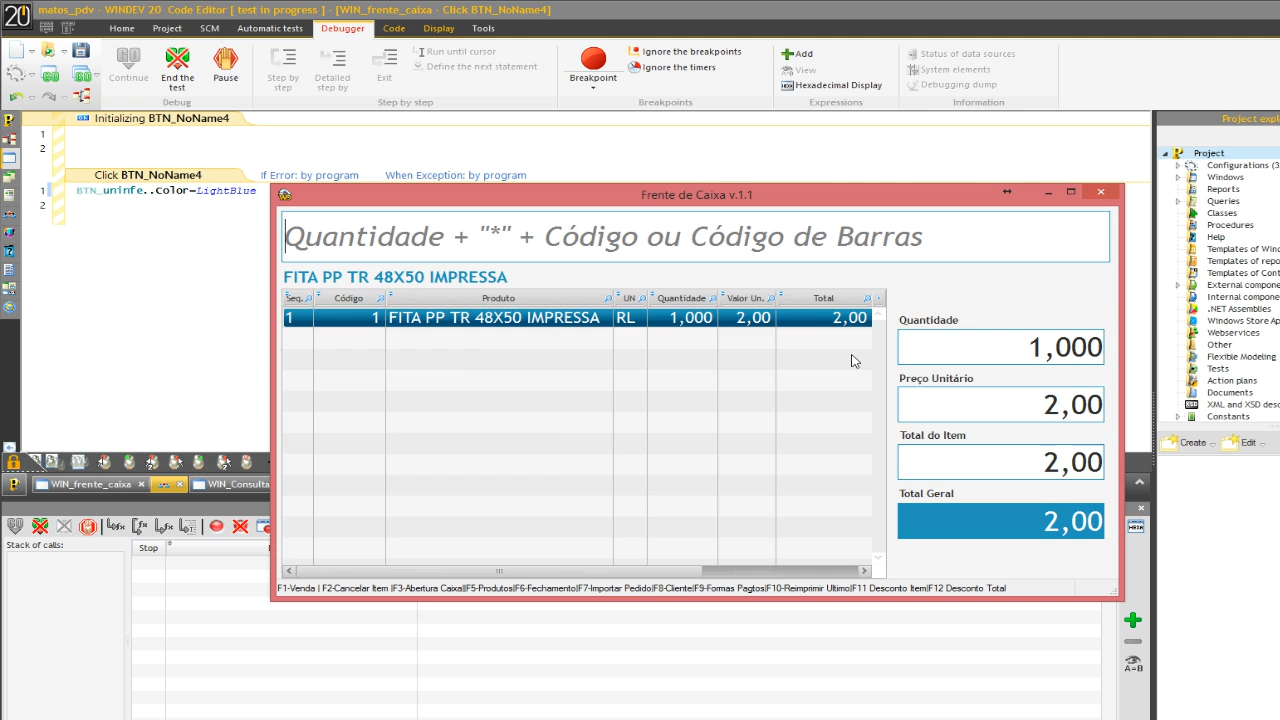 20 matos_pdv - WINDEV 20 Code Editor [ test in progress ] - [WIN_frente_caixa - Click BTN_NoName4]
Home Project SCM Automatic tests Debugger Code Display Tools
Continue
End the test
Pause
Debug
Step by step
Detailed step by
Exit
Run until cursor
Define the next statement
Step by step
Breakpoint
Ignore the breakpoints
Ignore the timers
Breakpoints
Add
View
Hexadecimal Display
Expressions
Status of data sources
System elements
Debugging dump
Information
Initializing BTN_NoName4
1
2
Click BTN_NoName4 If Error: by program When Exception: by program
1 BTN_uninfe..Color=LightBlue
2
Frente de Caixa v.1.1
Quantidade + "*" + Código ou Código de Barras
FITA PP TR 48X50 IMPRESSA
Seq. Código Produto UN Quantidade Valor Un. Total
1 1 FITA PP TR 48X50 IMPRESSA RL 1,000 2,00 2,00
Quantidade
1,000
Preço Unitário
2,00
Total do Item
2,00
Total Geral
2,00
F1-Venda | F2-Cancelar Item |F3-Abertura Caixa|F5-Produtos|F6-Fechamento|F7-Importar Pedido|F8-Cliente|F9-Formas Pagtos|F10-Reimprimir Ultimo|F11 Desconto Item|F12 Desconto Total
Project expl
Project
Configurations (3
Windows
Reports
Queries
Classes
Procedures
Help
Templates of Wind
Templates of repo
Templates of Cont
External compone
Internal compone
.NET Assemblies
Windows Store Ap
Webservices
Other
Flexible Modeling
Tests
Action plans
Documents
XML and XSD desc
Constants
Create Edit
WIN_frente_caixa WIN_Consulta
Stack of calls:
Stop
HEXA
A=B